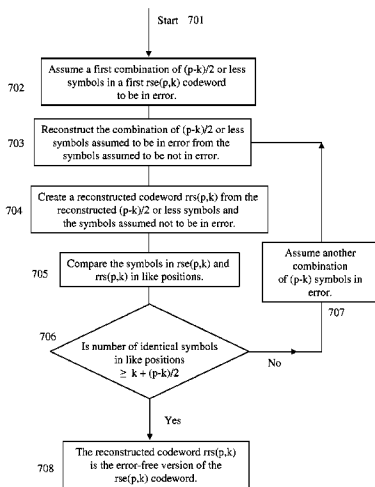 Start 701
702
Assume a first combination of (p-k)/2 or less
symbols in a first rse(p,k) codeword
to be in error.
703
Reconstruct the combination of (p-k)/2 or less
symbols assumed to be in error from the
symbols assumed to be not in error.
704
Create a reconstructed codeword rrs(p,k) from the
reconstructed (p-k)/2 or less symbols and
the symbols assumed not to be in error.
705
Compare the symbols in rse(p,k) and
rrs(p,k) in like positions.
Assume another
combination
of (p-k) symbols in
error.
707
706
Is number of identical symbols
in like positions
≥ k + (p-k)/2
No
Yes
708
The reconstructed codeword rrs(p,k)
is the error-free version of the
rse(p,k) codeword.